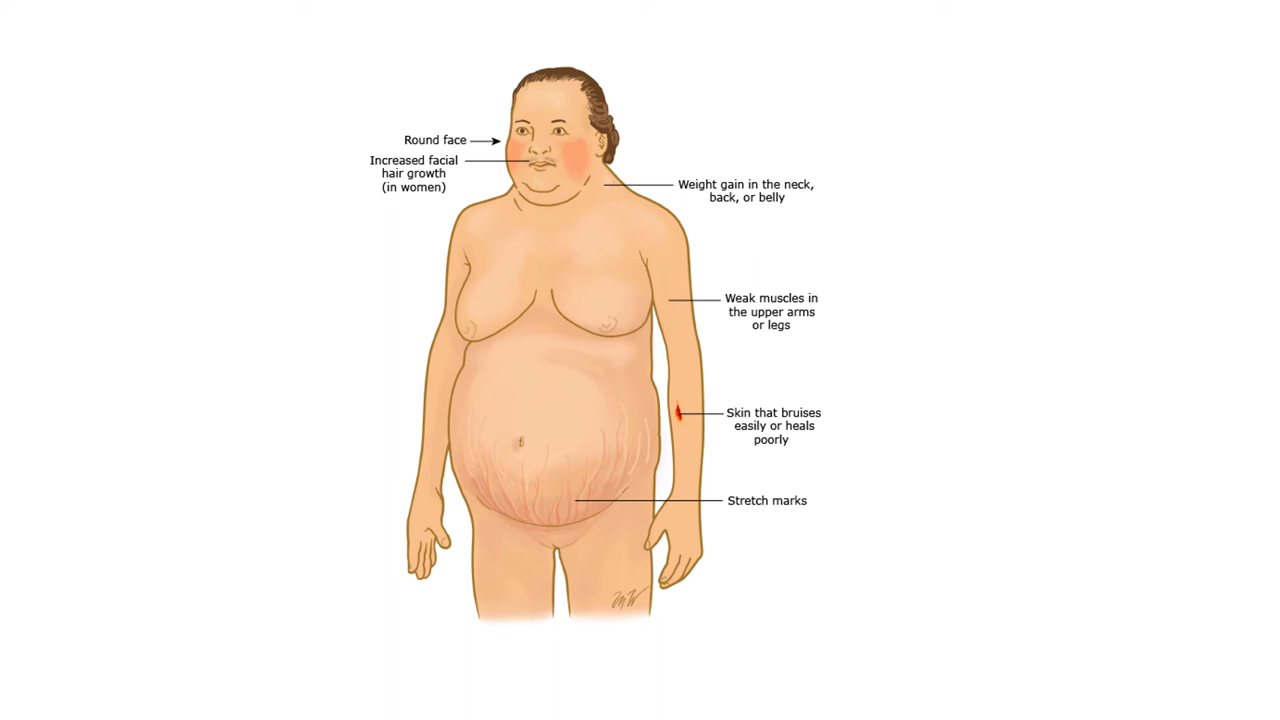 Round face
Increased facial
hair growth
(in women)
Weight gain in the neck,
back, or belly
Weak muscles in
the upper arms
or legs
Skin that bruises
easily or heals
poorly
Stretch marks